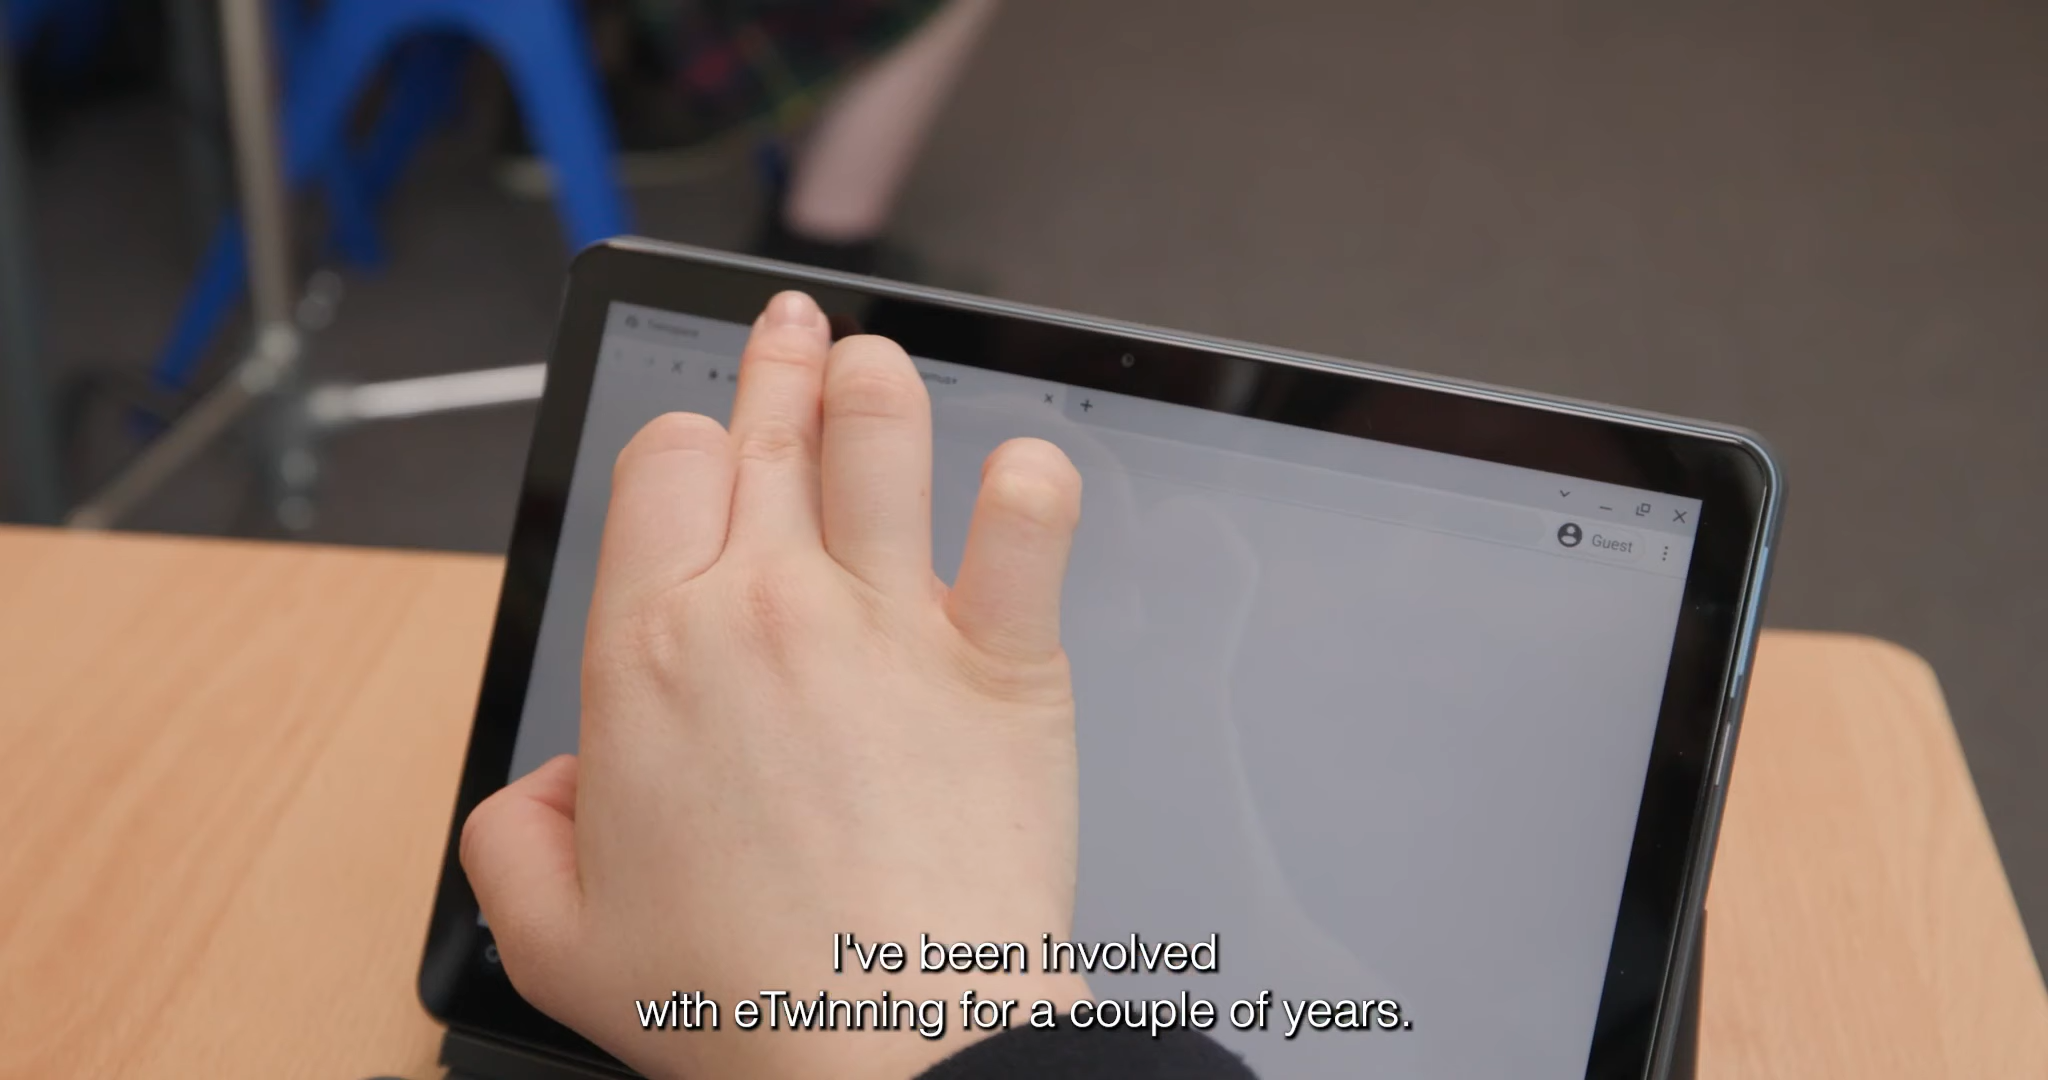 Guest
I've been involved
with eTwinning for a couple of years.